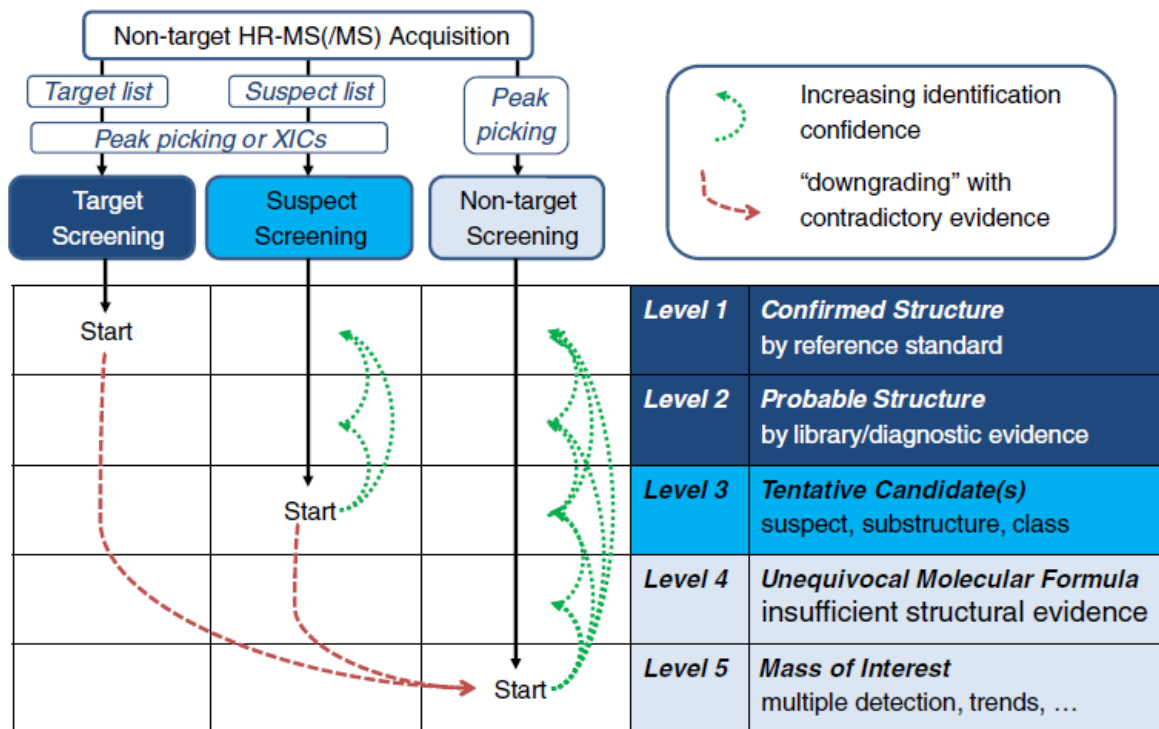 Non-target HR-MS(/MS) Acquisition
Target list
Suspect list
Peak
picking
Peak picking or XICs
Target
Screening
Suspect
Screening
Non-target
Screening
Increasing identification
confidence
“downgrading” with
contradictory evidence
Start
Start
Start
Level 1
Confirmed Structure
by reference standard
Level 2
Probable Structure
by library/diagnostic evidence
Level 3
Tentative Candidate(s)
suspect, substructure, class
Level 4
Unequivocal Molecular Formula
insufficient structural evidence
Level 5
Mass of Interest
multiple detection, trends, …